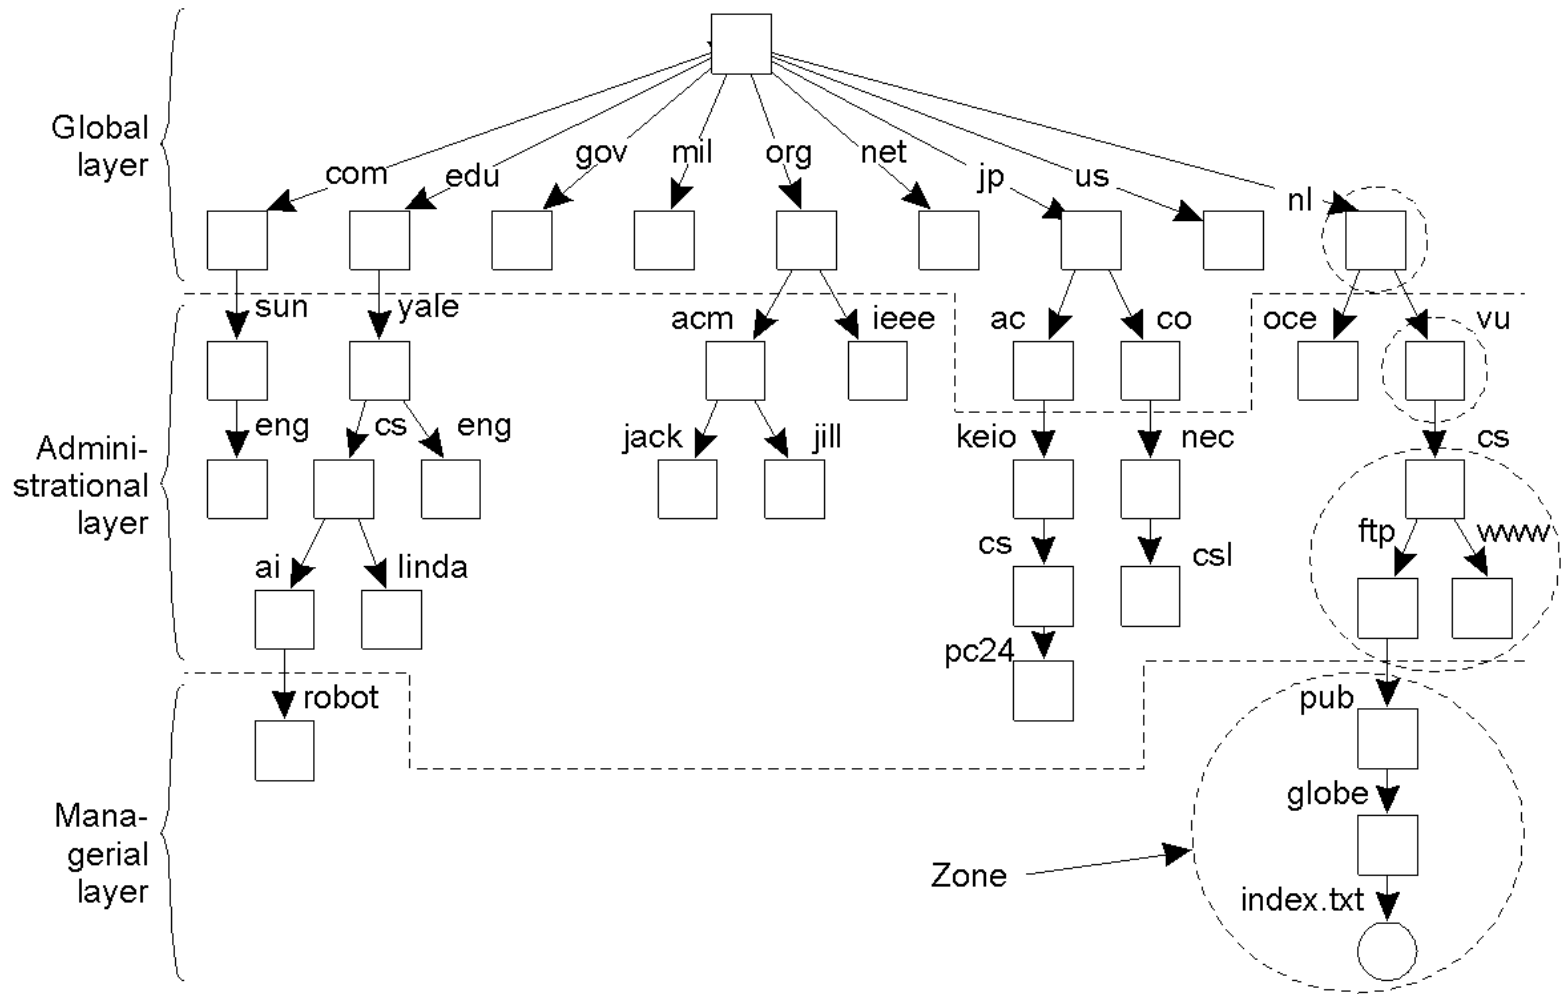 Global
layer
com
edu
gov
mil
org
net
jp
us
nl
sun
yale
acm
ieee
ac
co
oce
vu
Admini-
strational
layer
eng
cs
eng
jack
jill
keio
nec
cs
ai
linda
cs
csl
ftp
www
pc24
robot
pub
Mana-
gerial
layer
globe
Zone
index.txt